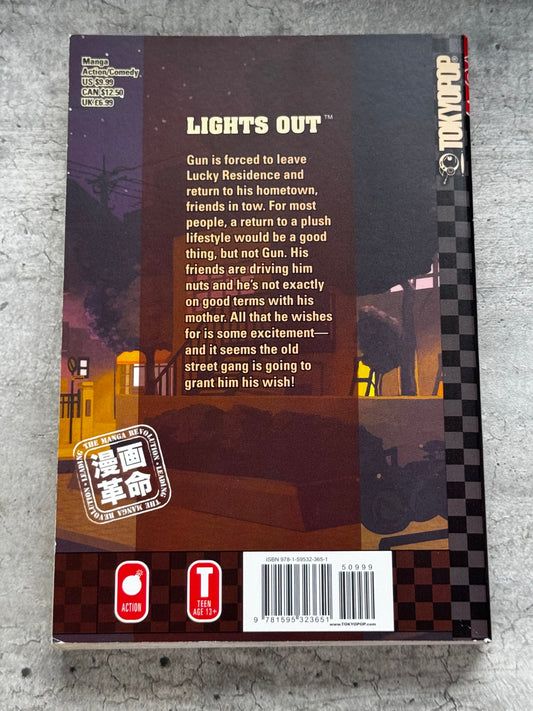 Manga
Action/Comedy
US $9.99
CAN $12.50
UK £6.99
TOKYOPOP
LIGHTS OUT™
Gun is forced to leave
Lucky Residence and
return to his hometown,
friends in tow. For most
people, a return to a plush
lifestyle would be a good
thing, but not Gun. His
friends are driving him
nuts and he's not exactly
on good terms with his
mother. All that he wishes
for is some excitement—
and it seems the old
street gang is going to
grant him his wish!
LEADING · THE MANGA REVOLUTION · LEADING · THE MANGA REVOLUTION ·
漫画
革命
ACTION
T
TEEN
AGE 13+
ISBN 978-1-59532-365-1
50999
9 781595 323651
www.TOKYOPOP.com